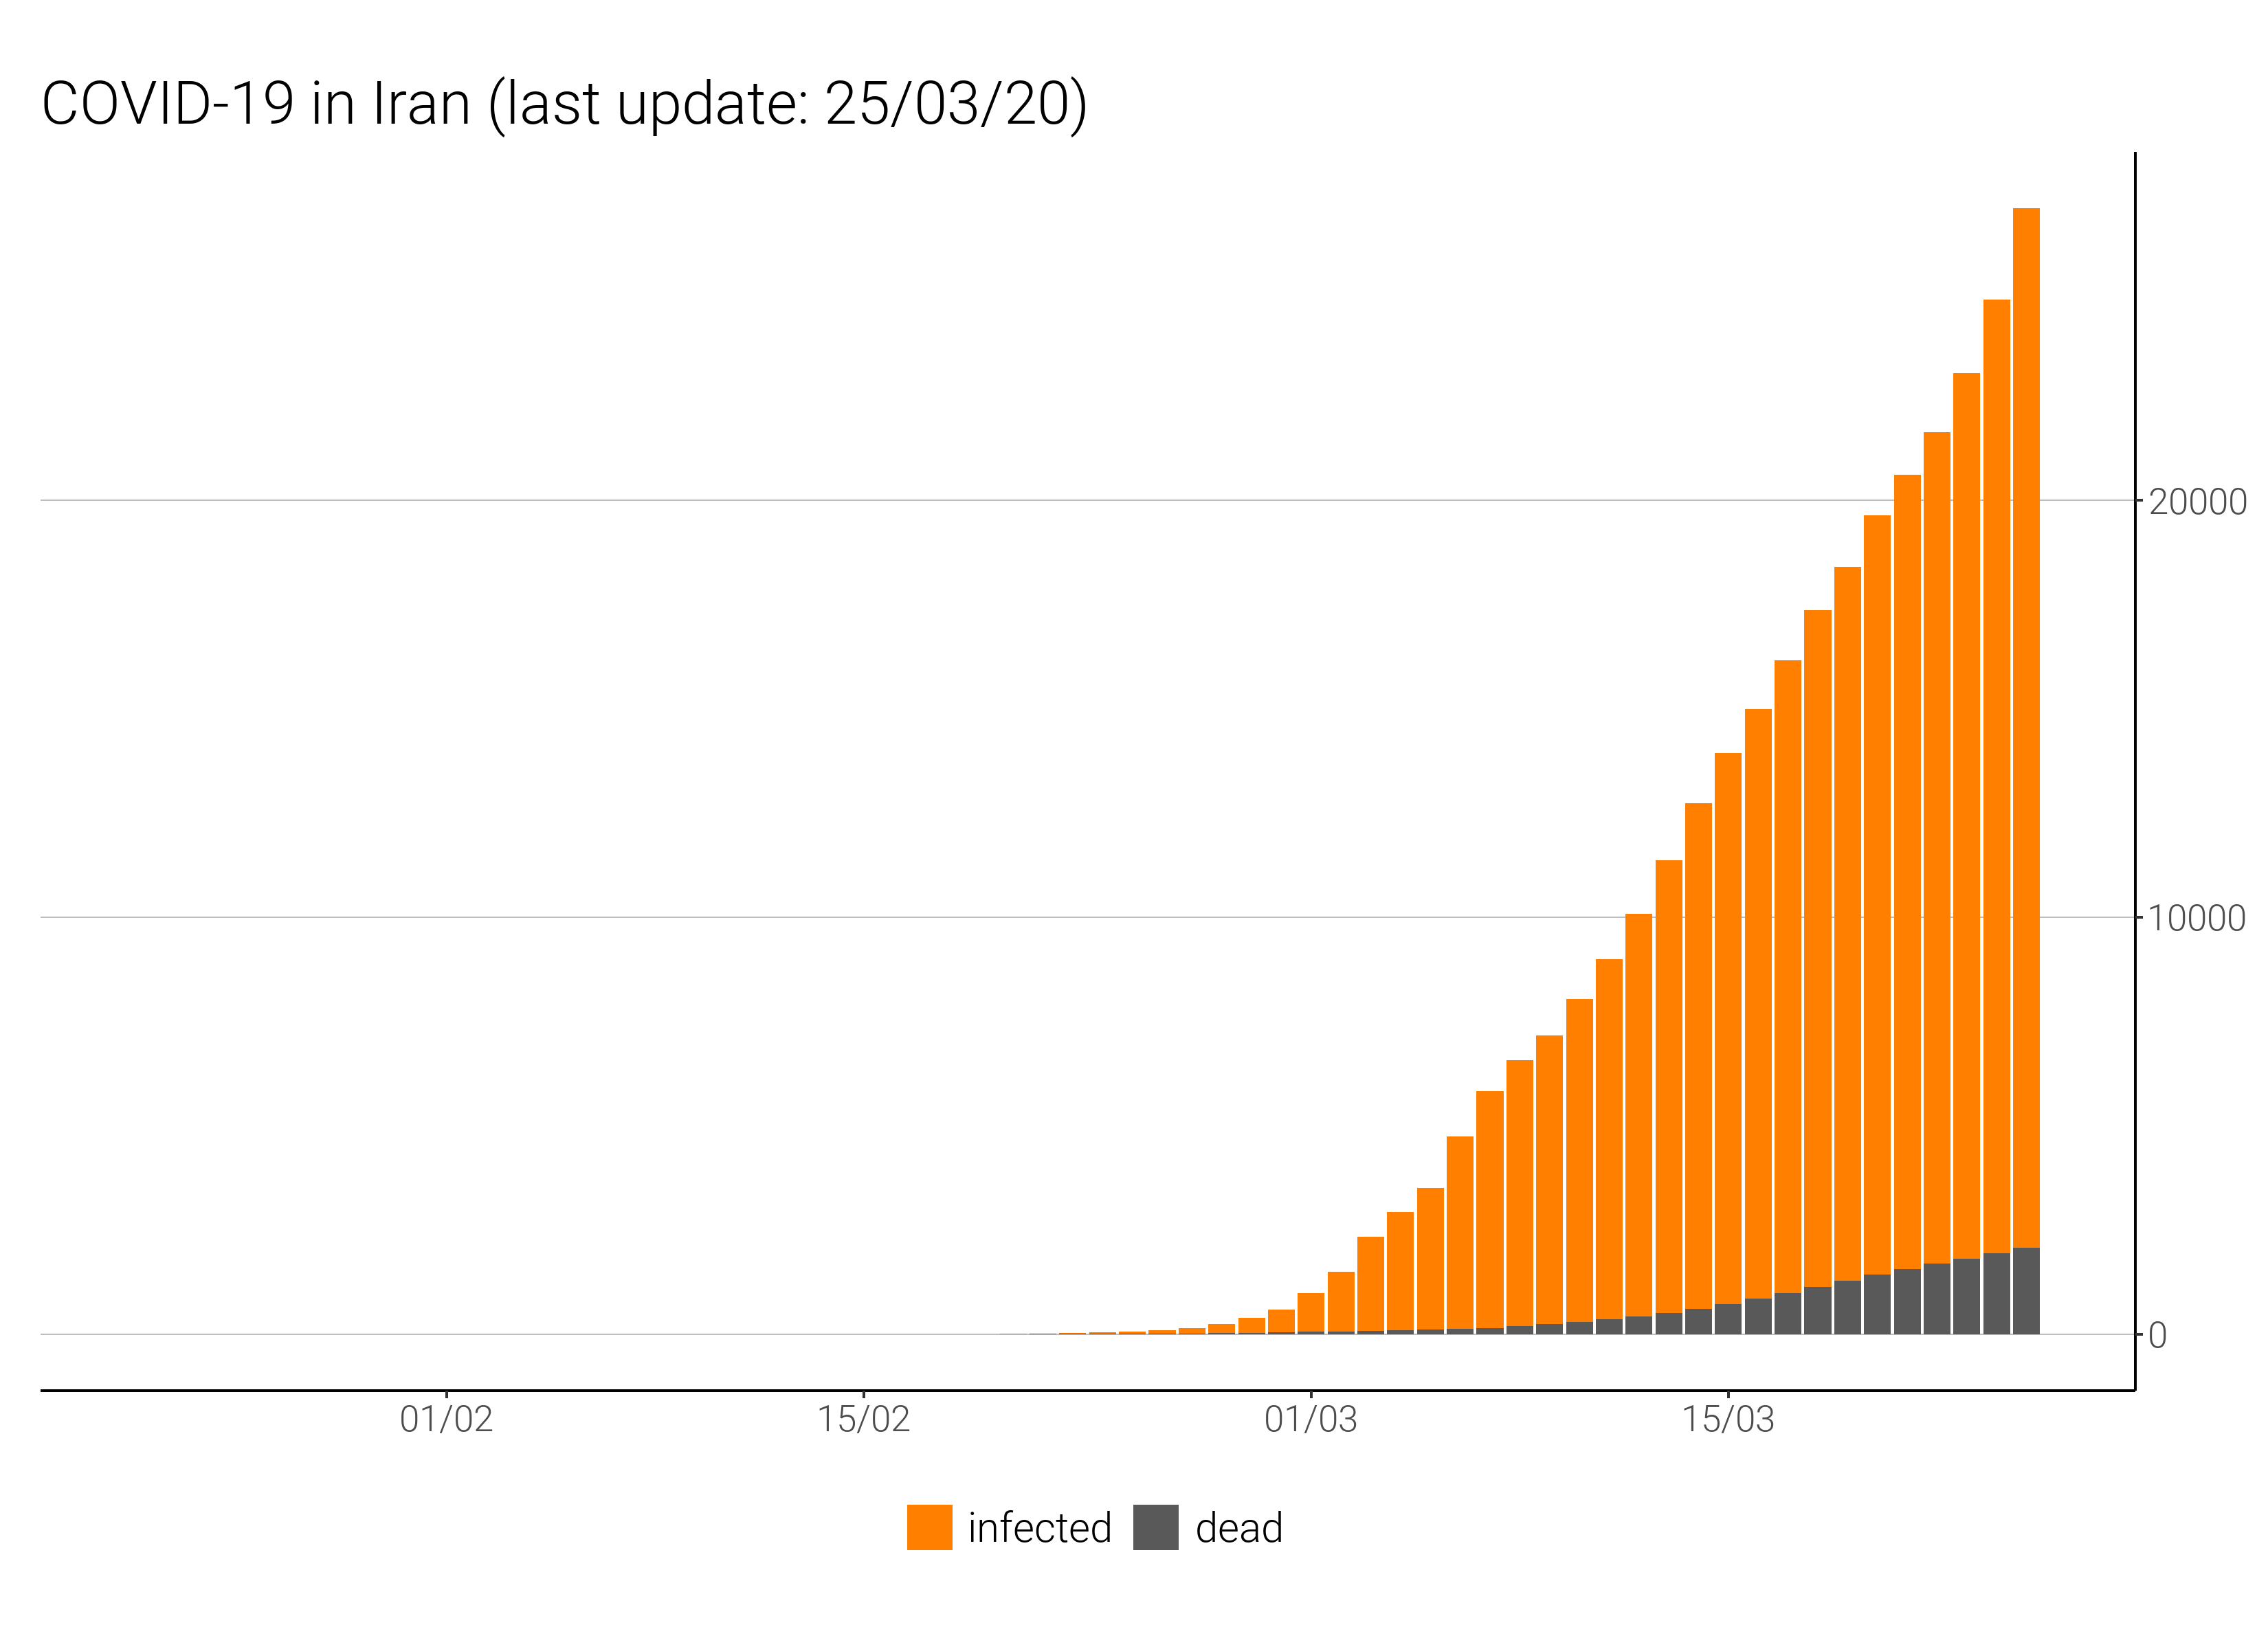 COVID-19 in Iran (last update: 25/03/20)
20000
10000
0
01/02 15/02 01/03 15/03
infected dead